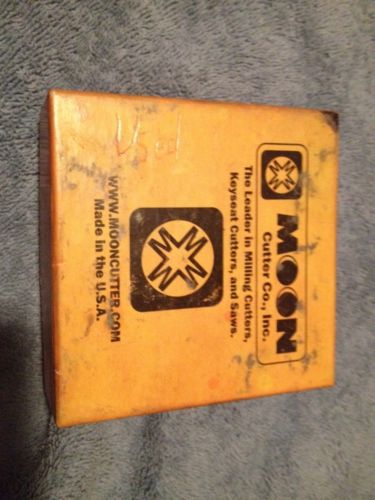 MOON
Cutter Co., Inc.
The Leader in Milling Cutters,
Keyseat Cutters, and Saws.
WWW.MOONCUTTER.COM
Made in the U.S.A.
Used